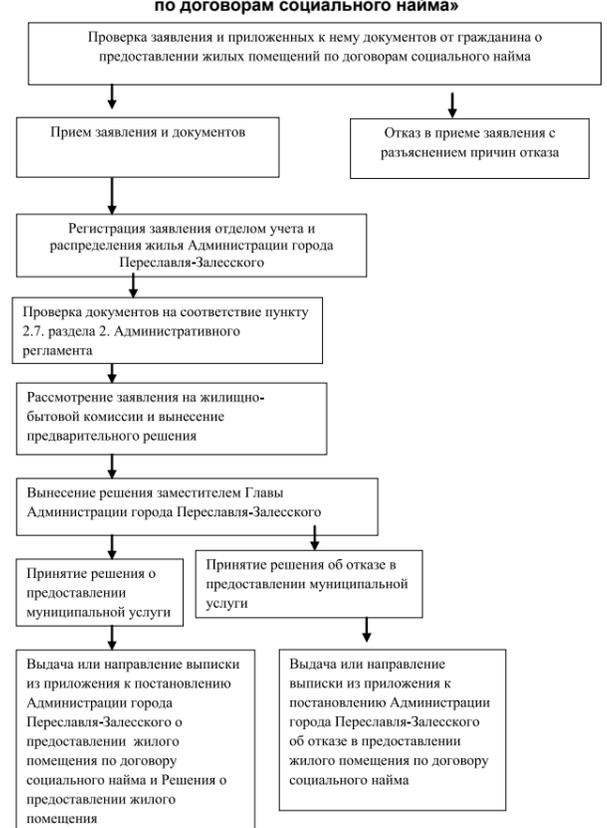 по договорам социального найма»
Проверка заявления и приложенных к нему документов от гражданина о
предоставлении жилых помещений по договорам социального найма
Прием заявления и документов
Отказ в приеме заявления с
разъяснением причин отказа
Регистрация заявления отделом учета и
распределения жилья Администрации города
Переславля-Залесского
Проверка документов на соответствие пункту
2.7. раздела 2. Административного
регламента
Рассмотрение заявления на жилищно-
бытовой комиссии и вынесение
предварительного решения
Вынесение решения заместителем Главы
Администрации города Переславля-Залесского
Принятие решения о
предоставлении
муниципальной услуги
Принятие решения об отказе в
предоставлении муниципальной
услуги
Выдача или направление выписки
из приложения к постановлению
Администрации города
Переславля-Залесского о
предоставлении жилого
помещения по договору
социального найма и Решения о
предоставлении жилого
помещения
Выдача или направление
выписки из приложения к
постановлению Администрации
города Переславля-Залесского
об отказе в предоставлении
жилого помещения по договору
социального найма